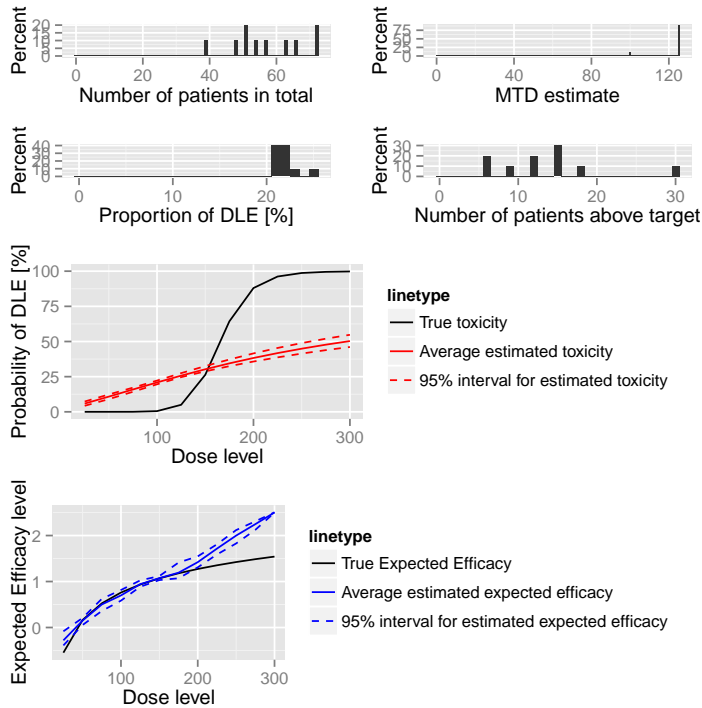 Percent
20
15
10
5
0
0
20
40
60
Number of patients in total
Percent
75
50
25
0
0
40
80
120
MTD estimate
Percent
40
30
20
10
0
0
10
20
Proportion of DLE [%]
Percent
30
20
10
0
0
10
20
30
Number of patients above target
Probability of DLE [%]
100
75
50
25
0
100
200
300
Dose level
linetype
True toxicity
Average estimated toxicity
95% interval for estimated toxicity
Expected Efficacy level
2
1
0
100
200
300
Dose level
linetype
True Expected Efficacy
Average estimated expected efficacy
95% interval for estimated expected efficacy